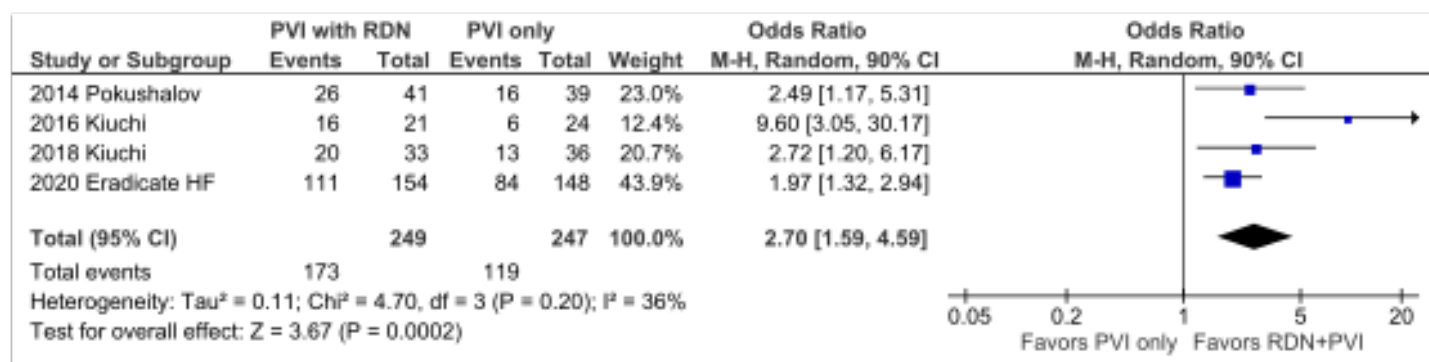 PVI with RDN PVI only Odds Ratio Odds Ratio
Study or Subgroup Events Total Events Total Weight M-H, Random, 90% CI M-H, Random, 90% CI
2014 Pokushalov 26 41 16 39 23.0% 2.49 [1.17, 5.31]
2016 Kiuchi 16 21 6 24 12.4% 9.60 [3.05, 30.17]
2018 Kiuchi 20 33 13 36 20.7% 2.72 [1.20, 6.17]
2020 Eradicate HF 111 154 84 148 43.9% 1.97 [1.32, 2.94]
Total (95% CI) 249 247 100.0% 2.70 [1.59, 4.59]
Total events 173 119
Heterogeneity: Tau² = 0.11; Chi² = 4.70, df = 3 (P = 0.20); I² = 36%
Test for overall effect: Z = 3.67 (P = 0.0002)
0.05 0.2 1 5 20
Favors PVI only Favors RDN+PVI